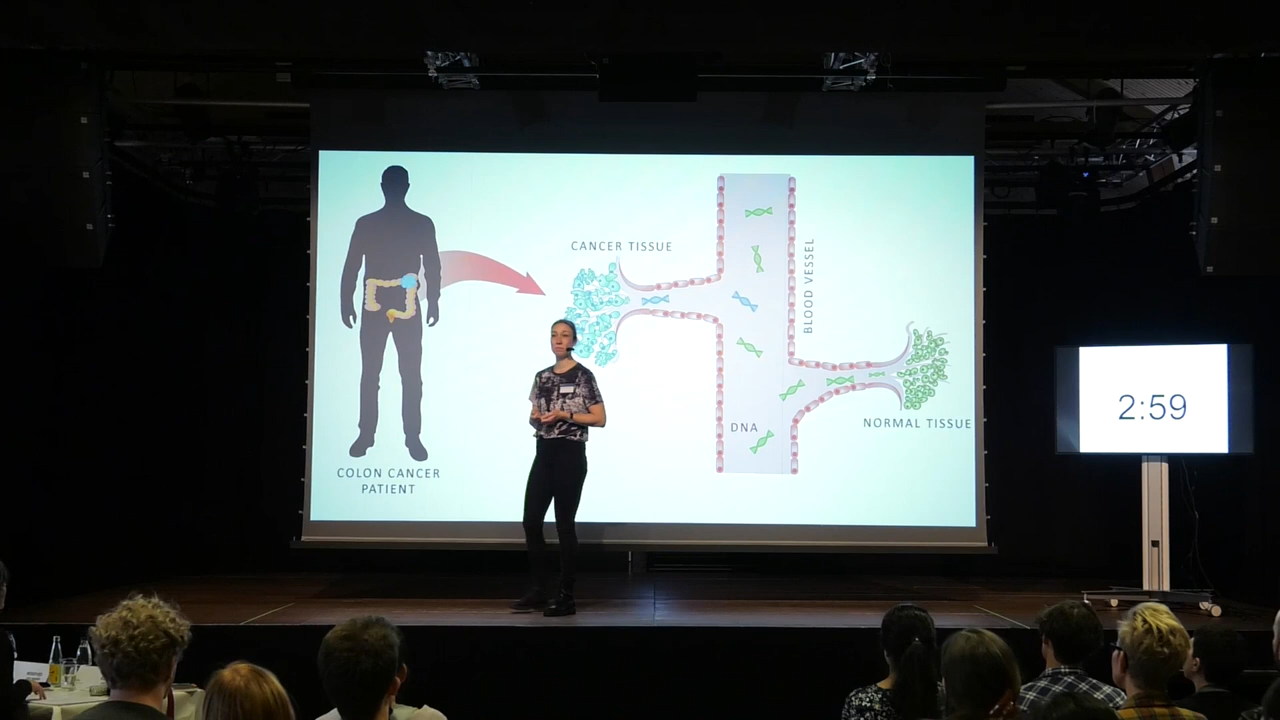 CANCER TISSUE
BLOOD VESSEL
2:59
DNA
NORMAL TISSUE
COLON CANCER
PATIENT